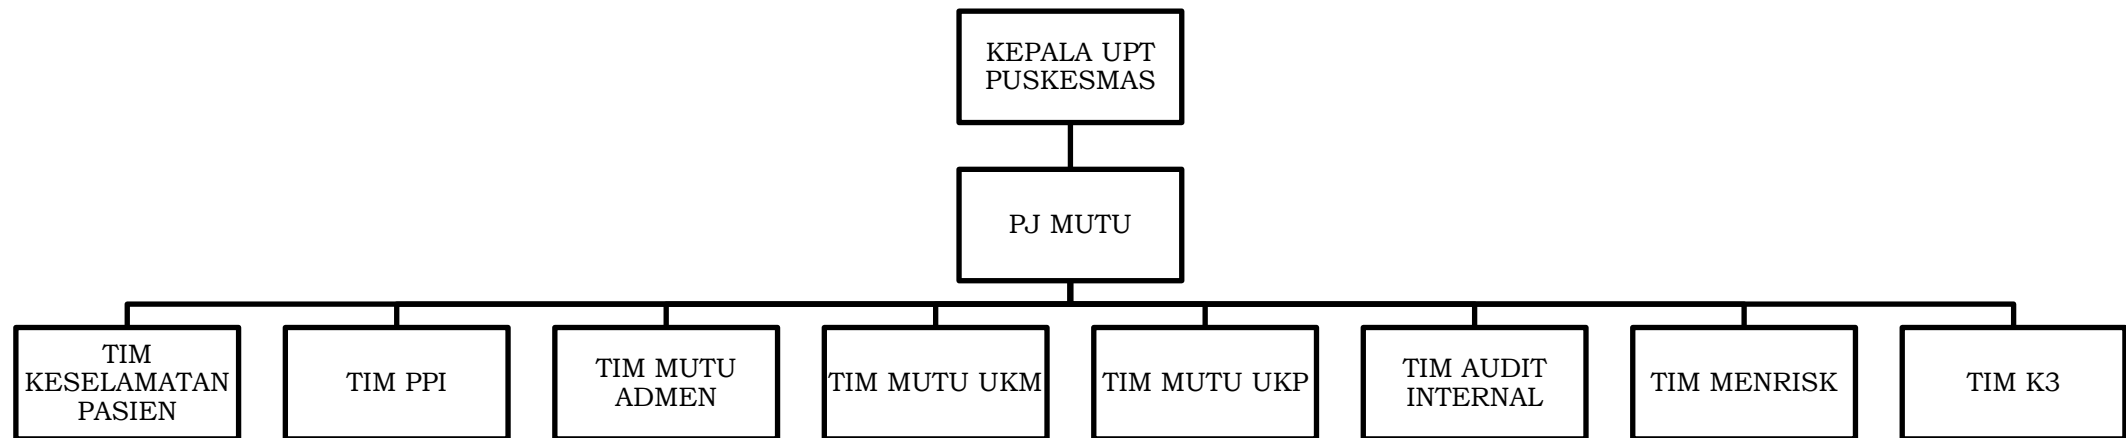 KEPALA UPT
PUSKESMAS
PJ MUTU
TIM
KESELAMATAN
PASIEN
TIM PPI
TIM MUTU
ADMEN
TIM MUTU UKM
TIM MUTU UKP
TIM AUDIT
INTERNAL
TIM MENRISK
TIM K3